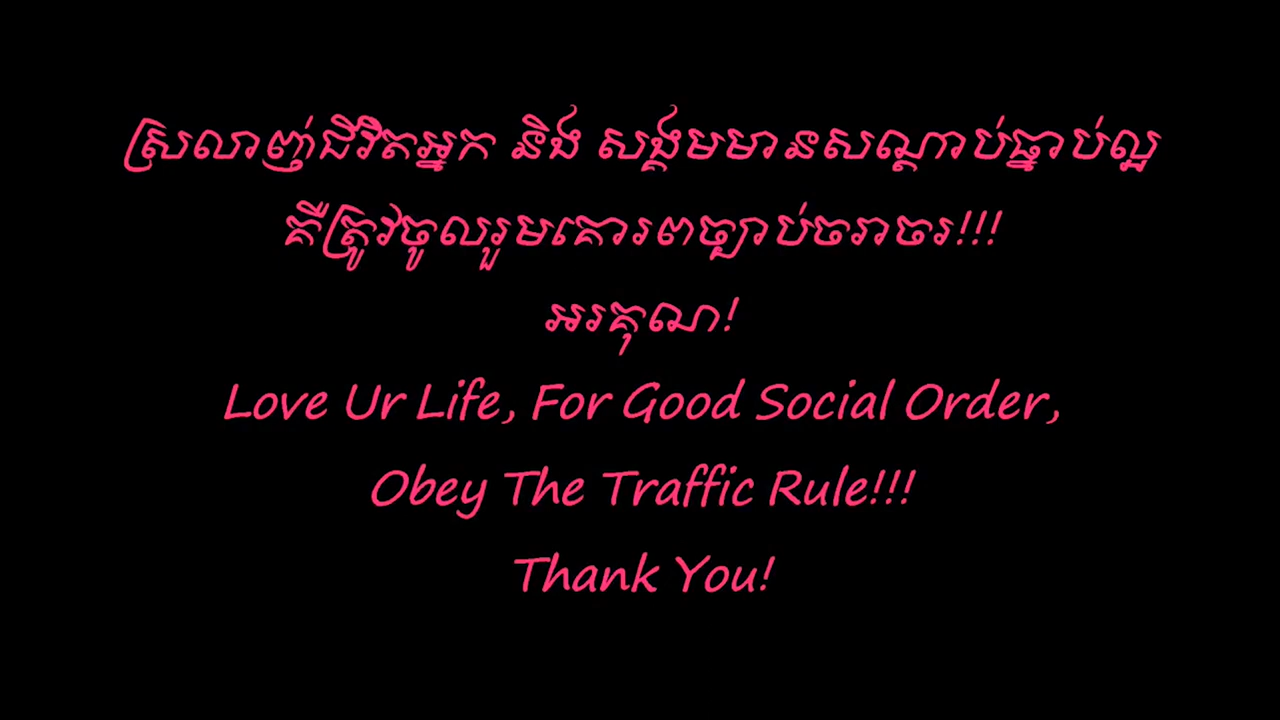 ស្រលាញ់ជីវិតអ្នក និង សង្គមមានសណ្ដាប់ធ្នាប់ល្អ
គឺត្រូវចូលរួមគោរពច្បាប់ចរាចរ!!!
អរគុណ!
Love Ur Life, For Good Social Order,
Obey The Traffic Rule!!!
Thank You!